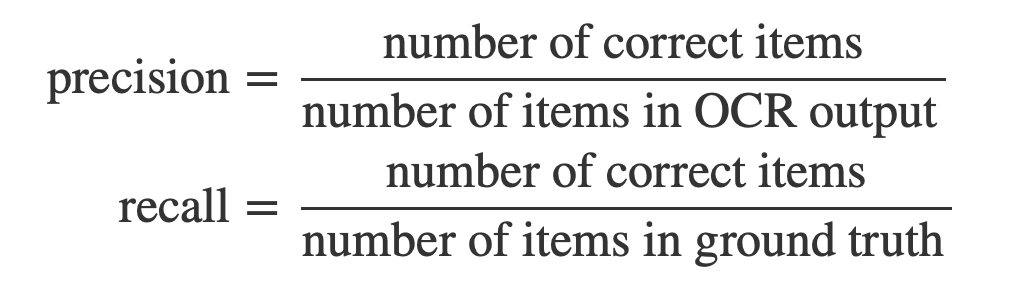 number of correct items
precision =
number of items in OCR output
number of correct items
recall =
number of items in ground truth